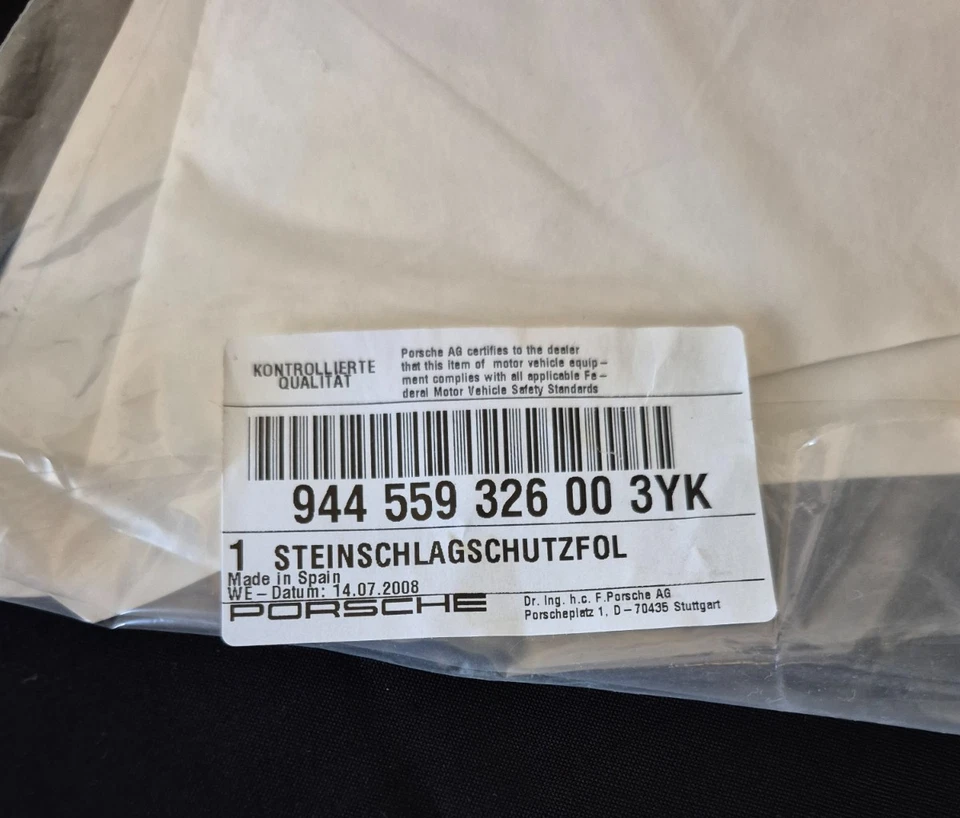 KONTROLLIERTE
QUALITÄT
Porsche AG certifies to the dealer
that this item of motor vehicle equip–
ment complies with all applicable Fe–
deral Motor Vehicle Safety Standards
944 559 326 00 3YK
1 STEINSCHLAGSCHUTZFOL
Made in Spain
WE – Datum: 14.07.2008
PORSCHE
Dr. Ing. h.c. F.Porsche AG
Porscheplatz 1, D – 70435 Stuttgart